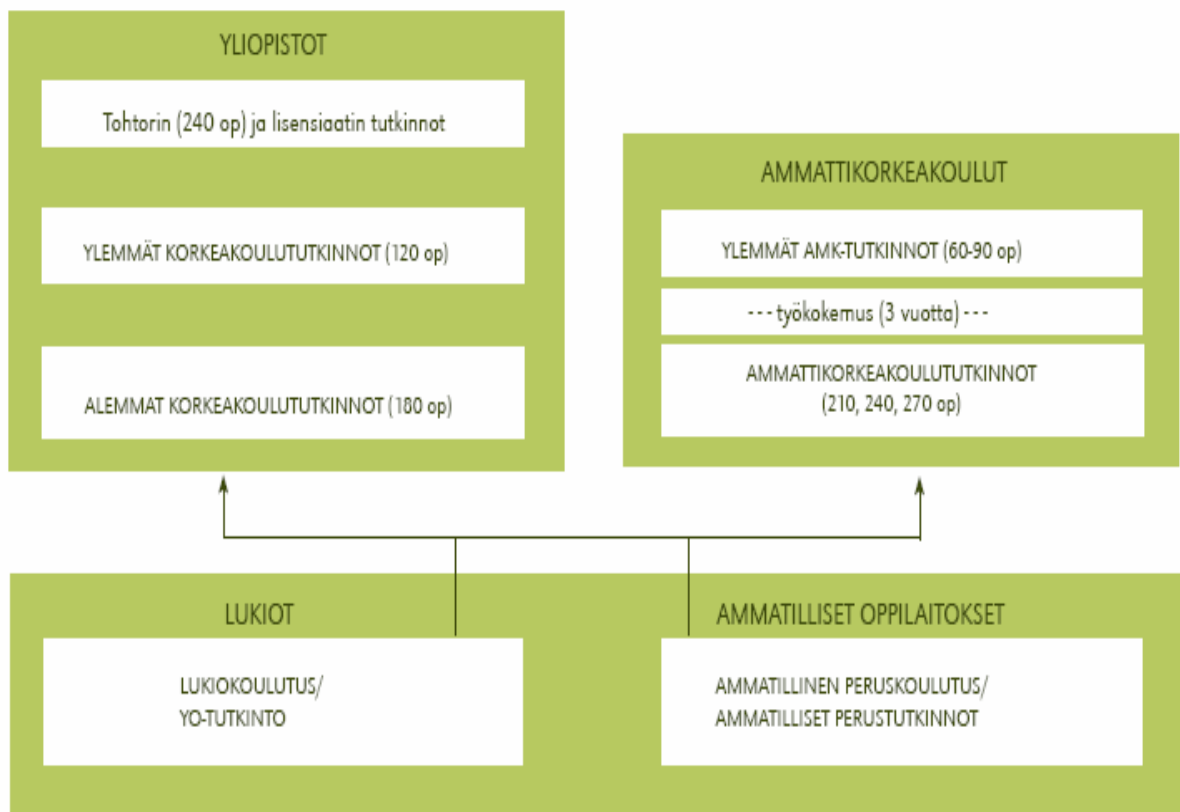 YLIOPISTOT
Tohtorin (240 op) ja lisensiaatin tutkinnot
YLEMMÄT KORKEAKOULUTUTKINNOT (120 op)
ALEMMAT KORKEAKOULUTUTKINNOT (180 op)
AMMATTIKORKEAKOULUT
YLEMMÄT AMK-TUTKINNOT (60-90 op)
--- työkokemus (3 vuotta) ---
AMMATTIKORKEAKOULUTUTKINNOT
(210, 240, 270 op)
LUKIOT
LUKIOKOULUTUS/
YO-TUTKINTO
AMMATILLISET OPPILAITOKSET
AMMATILLINEN PERUSKOULUTUS/
AMMATILLISET PERUSTUTKINNOT